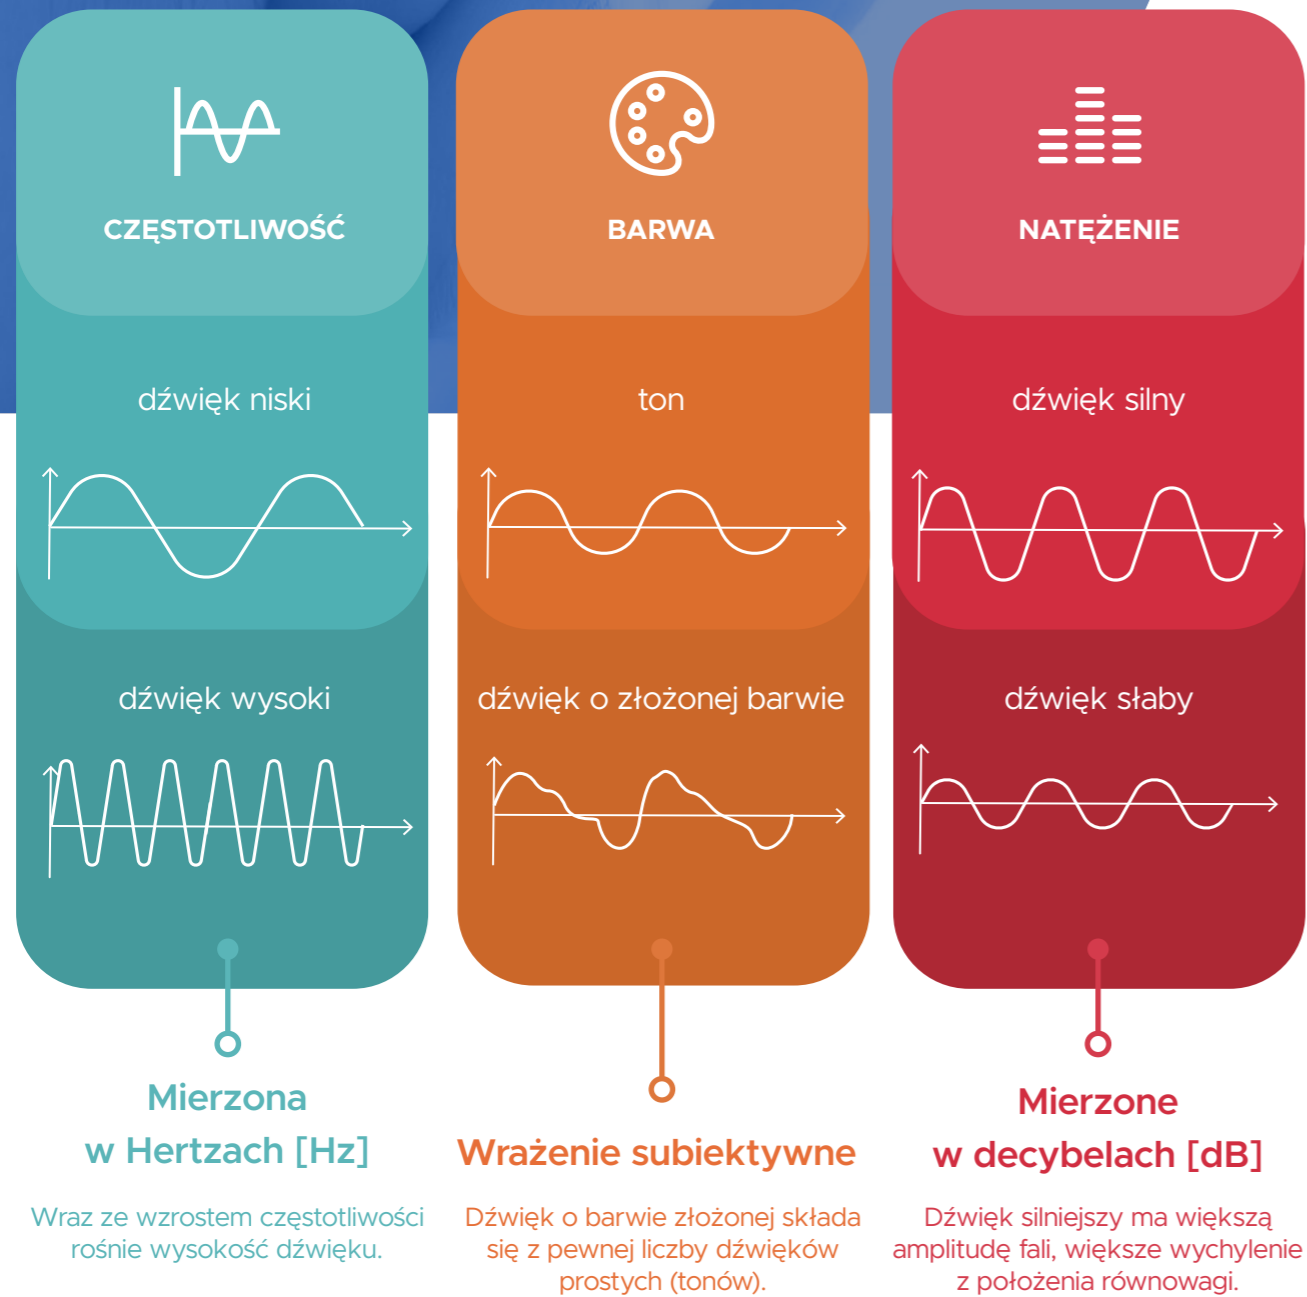 CZĘSTOTLIWOŚĆ
dźwięk niski
dźwięk wysoki
Mierzona
w Hertzach [Hz]
Wraz ze wzrostem częstotliwości
rośnie wysokość dźwięku.
BARWA
ton
dźwięk o złożonej barwie
Wrażenie subiektywne
Dźwięk o barwie złożonej składa
się z pewnej liczby dźwięków
prostych (tonów).
NATĘŻENIE
dźwięk silny
dźwięk słaby
Mierzone
w decybelach [dB]
Dźwięk silniejszy ma większą
amplitudę fali, większe wychylenie
z położenia równowagi.